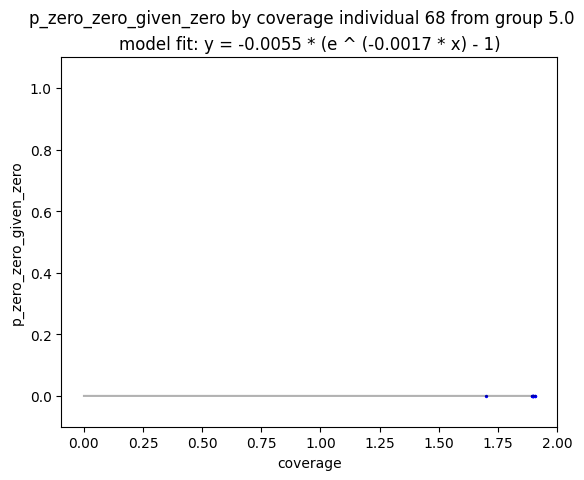 p_zero_zero_given_zero by coverage individual 68 from group 5.0
model fit: y = -0.0055 * (e ^ (-0.0017 * x) - 1)
p_zero_zero_given_zero
1.0
0.8
0.6
0.4
0.2
0.0
0.00 0.25 0.50 0.75 1.00 1.25 1.50 1.75 2.00
coverage